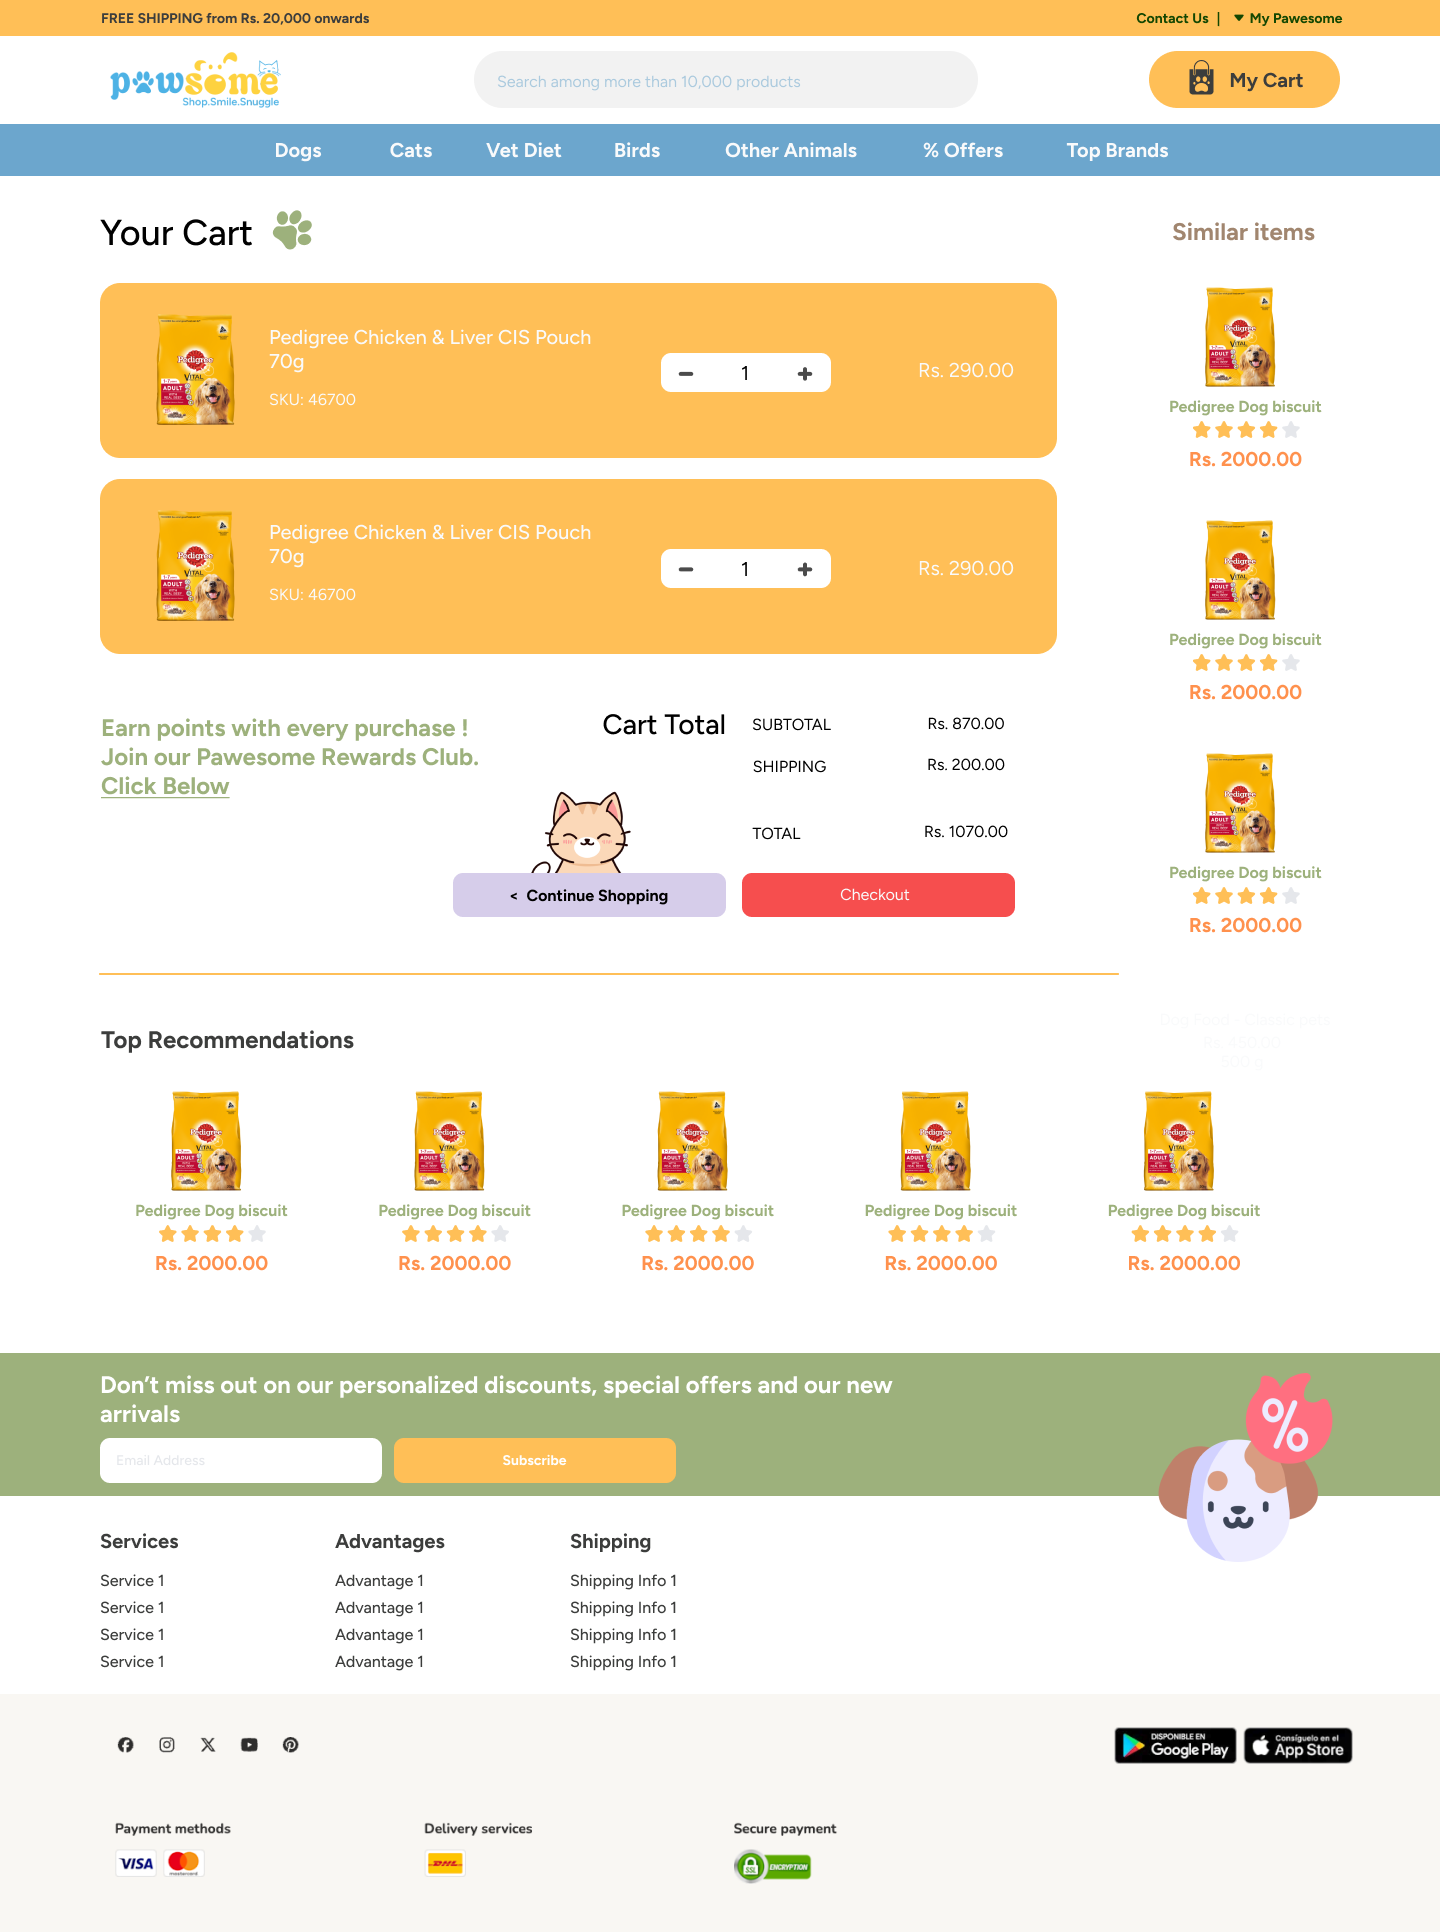 FREE SHIPPING from Rs. 20,000 onwards
Contact Us | My Pawesome
pawsome
Shop.Smile.Snuggle
Search among more than 10,000 products
My Cart
Dogs Cats Vet Diet Birds Other Animals % Offers Top Brands
Your Cart
Pedigree Chicken & Liver CIS Pouch
70g
SKU: 46700
1
Rs. 290.00
Pedigree Chicken & Liver CIS Pouch
70g
SKU: 46700
1
Rs. 290.00
Similar items
Pedigree
VITAL
ADULT
Pedigree Dog biscuit
Rs. 2000.00
Pedigree
VITAL
ADULT
Pedigree Dog biscuit
Rs. 2000.00
Pedigree
VITAL
ADULT
Pedigree Dog biscuit
Rs. 2000.00
Earn points with every purchase !
Join our Pawesome Rewards Club.
Click Below
Cart Total
SUBTOTAL Rs. 870.00
SHIPPING Rs. 200.00
TOTAL Rs. 1070.00
< Continue Shopping
Checkout
Top Recommendations
Pedigree Dog biscuit Pedigree Dog biscuit Pedigree Dog biscuit Pedigree Dog biscuit Pedigree Dog biscuit
Rs. 2000.00 Rs. 2000.00 Rs. 2000.00 Rs. 2000.00 Rs. 2000.00
Don’t miss out on our personalized discounts, special offers and our new
arrivals
Email Address
Subscribe
%
Services Advantages Shipping
Service 1 Advantage 1 Shipping Info 1
Service 1 Advantage 1 Shipping Info 1
Service 1 Advantage 1 Shipping Info 1
Service 1 Advantage 1 Shipping Info 1
DISPONIBLE EN
Google Play
Consíguelo en el
App Store
Payment methods Delivery services Secure payment
VISA mastercard DHL SSL ENCRYPTION